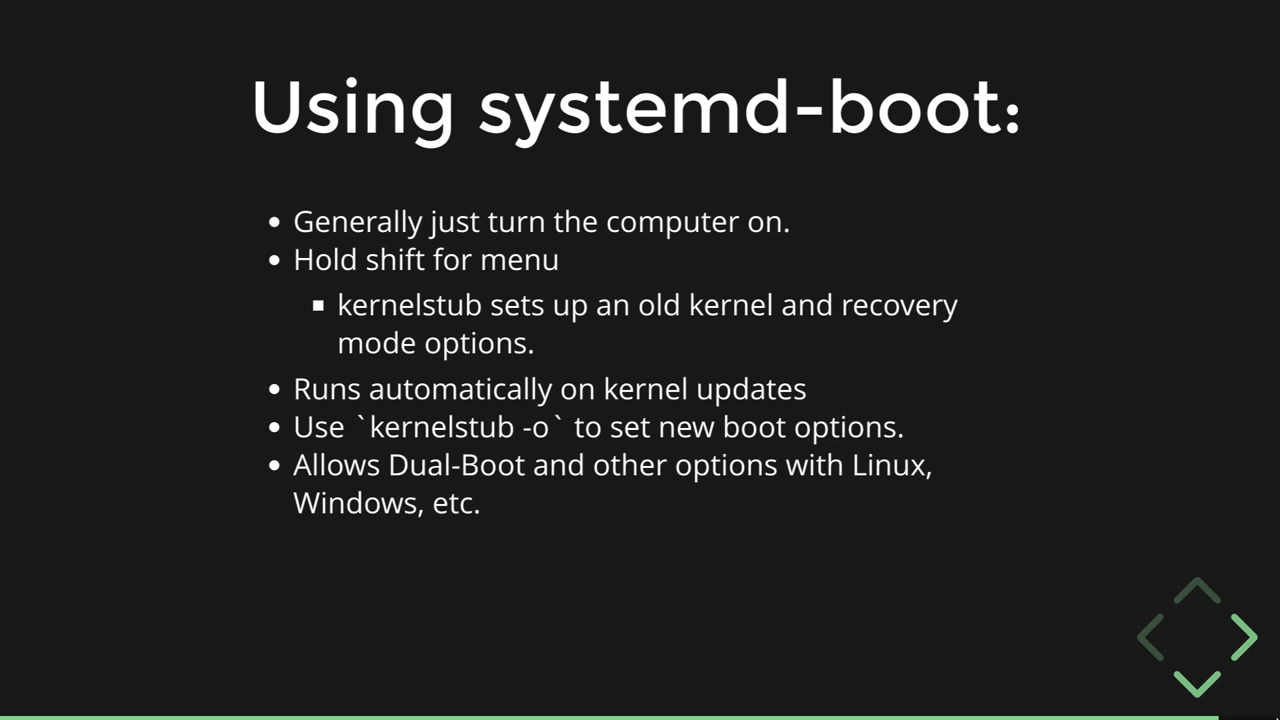 Using systemd-boot:
Generally just turn the computer on.
Hold shift for menu
kernelstub sets up an old kernel and recovery
mode options.
Runs automatically on kernel updates
Use `kernelstub -o` to set new boot options.
Allows Dual-Boot and other options with Linux,
Windows, etc.